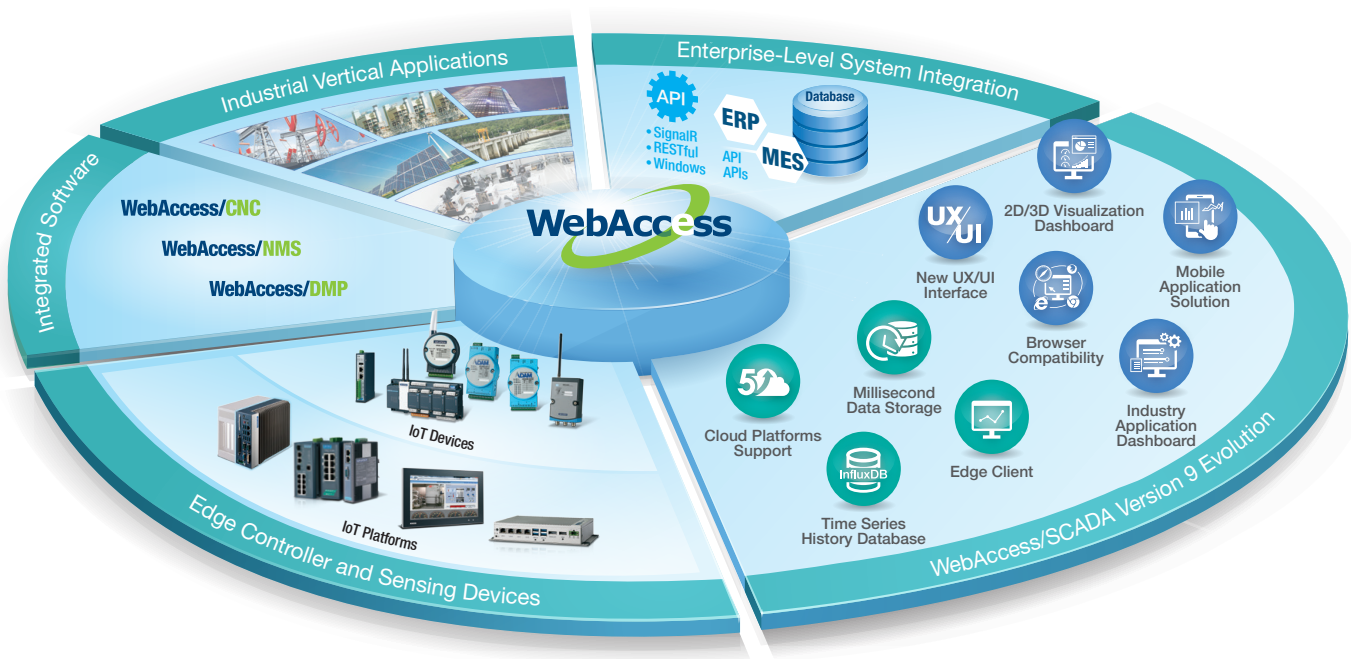 Industrial Vertical Applications
Enterprise-Level System Integration
API
• SignalR
• RESTful
• Windows
ERP
API
APIs
MES
Database
Integrated Software
WebAccess/CNC
WebAccess/NMS
WebAccess/DMP
WebAccess
2D/3D Visualization
Dashboard
UX/UI
New UX/UI
Interface
Mobile
Application
Solution
Browser
Compatibility
Millisecond
Data Storage
Industry
Application
Dashboard
5
Cloud Platforms
Support
Edge Client
InfluxDB
Time Series
History Database
WebAccess/SCADA Version 9 Evolution
ADAM
ADAM
IoT Devices
IoT Platforms
Edge Controller and Sensing Devices